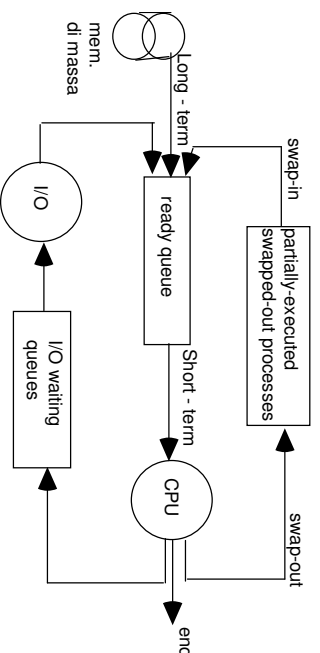 swap-in
partially-executed
swapped-out processes
swap-out
Long - term
ready queue
Short - term
CPU
end
mem.
di massa
I/O
I/O waiting
queues